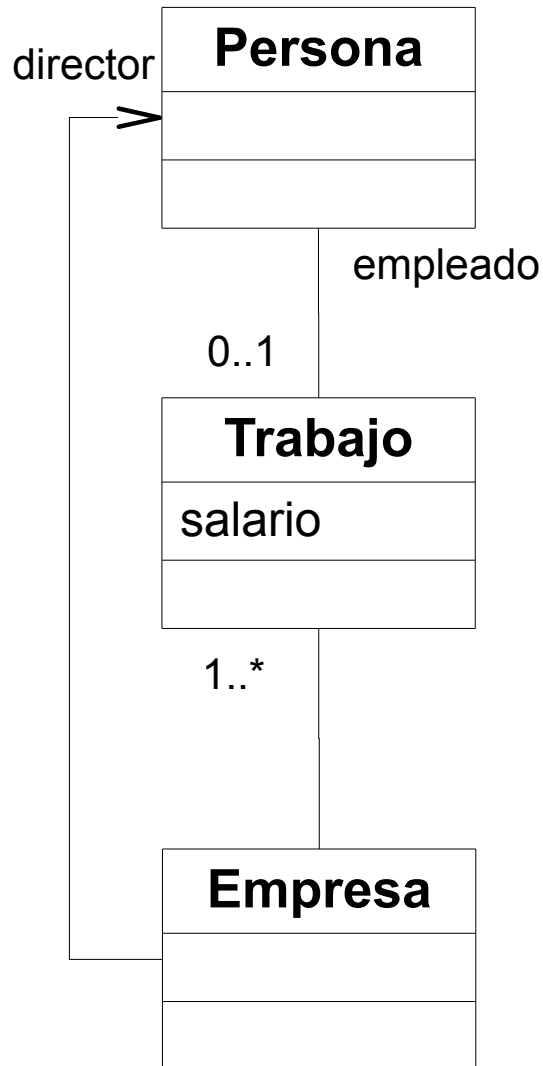 Persona
director
empleado
0..1
Trabajo
salario
1..*
Empresa